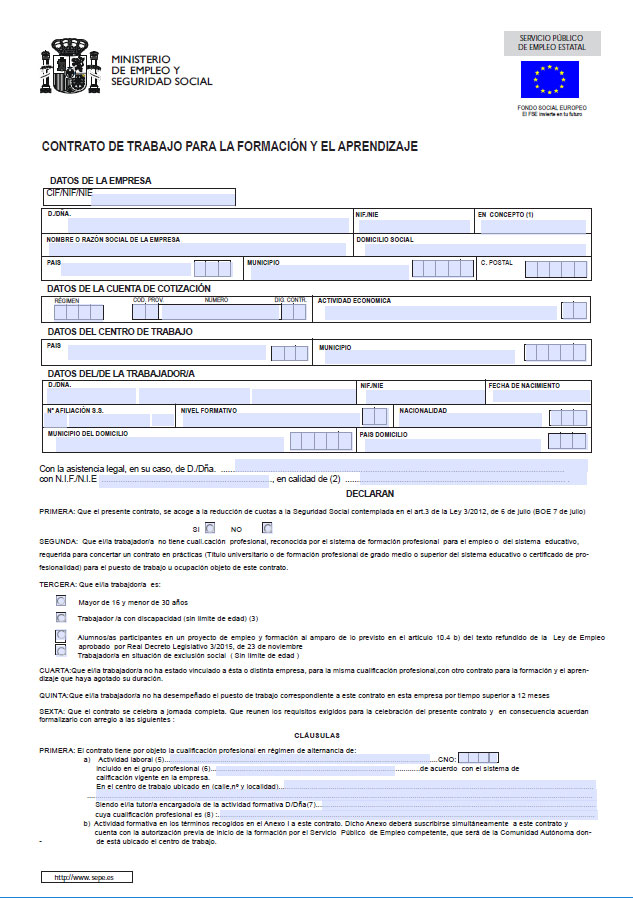 MINISTERIO
DE EMPLEO Y
SEGURIDAD SOCIAL
SERVICIO PÚBLICO
DE EMPLEO ESTATAL
FONDO SOCIAL EUROPEO
El FSE invierte en tu futuro
CONTRATO DE TRABAJO PARA LA FORMACIÓN Y EL APRENDIZAJE
DATOS DE LA EMPRESA
CIF/NIF/NIE
D./DÑA. NIF./NIE EN CONCEPTO (1)
NOMBRE O RAZÓN SOCIAL DE LA EMPRESA DOMICILIO SOCIAL
PAIS MUNICIPIO C. POSTAL
DATOS DE LA CUENTA DE COTIZACIÓN
RÉGIMEN COD. PROV. NUMERO DIG. CONTR. ACTIVIDAD ECONOMICA
DATOS DEL CENTRO DE TRABAJO
PAIS MUNICIPIO
DATOS DEL/DE LA TRABAJADOR/A
D./DÑA. NIF./NIE FECHA DE NACIMIENTO
Nº AFILIACIÓN S.S. NIVEL FORMATIVO NACIONALIDAD
MUNICIPIO DEL DOMICILIO PAIS DOMICILIO
Con la asistencia legal, en su caso, de D./Dña. ...
con N.I.F./N.I.E ..., en calidad de (2) ...
DECLARAN
PRIMERA: Que el presente contrato, se acoge a la reducción de cuotas a la Seguridad Social contemplada en el art.3 de la Ley 3/2012, de 6 de julio (BOE 7 de julio)
SI NO
SEGUNDA: Que el/la trabajador/a no tiene cuali.cación profesional, reconocida por el sistema de formación profesional para el empleo o del sistema educativo,
requerida para concertar un contrato en prácticas (Título universitario o de formación profesional de grado medio o superior del sistema educativo o certificado de pro-
fesionalidad) para el puesto de trabajo u ocupación objeto de este contrato.
TERCERA: Que el/la trabajdor/a es:
Mayor de 16 y menor de 30 años
Trabajador /a con discapacidad (sin limite de edad) (3)
Alumnos/as participantes en un proyecto de empleo y formación al amparo de lo previsto en el articulo 10.4 b) del texto refundido de la Ley de Empleo
aprobado por Real Decreto Legislativo 3/2015, de 23 de noviembre
Trabajador/a en situación de exclusión social ( Sin limite de edad )
CUARTA:Que el/la trabajador/a no ha estado vinculado a ésta o distinta empresa, para la misma cualificación profesional,con otro contrato para la formación y el apren-
dizaje que haya agotado su duración.
QUINTA:Que el/la trabajador/a no ha desempeñado el puesto de trabajo correspondiente a este contrato en esta empresa por tiempo superior a 12 meses
SEXTA: Que el contrato se celebra a jornada completa. Que reunen los requisitos exigidos para la celebración del presente contrato y en consecuencia acuerdan
formalizarlo con arreglo a las siguientes :
CLÁUSULAS
PRIMERA: El contrato tiene por objeto la cualificación profesional en régimen de alternancia de:
a) Actividad laboral (5)... CNO:
Incluido en el grupo profesional (6)... de acuerdo con el sistema de
calificación vigente en la empresa.
En el centro de trabajo ubicado en (calle,nº y localidad)...
Siendo el/la tutor/a encargado/a de la actividad formativa D/Dña(7)...
cuya cualificación profesional es (8) :...
b) Actividad formativa en los términos recogidos en el Anexo I a este contrato. Dicho Anexo deberá suscribirse simultáneamente a este contrato y
cuenta con la autorización previa de inicio de la formación por el Servicio Público de Empleo competente, que será de la Comunidad Autónoma don-
- de está ubicado el centro de trabajo.
http://www.sepe.es